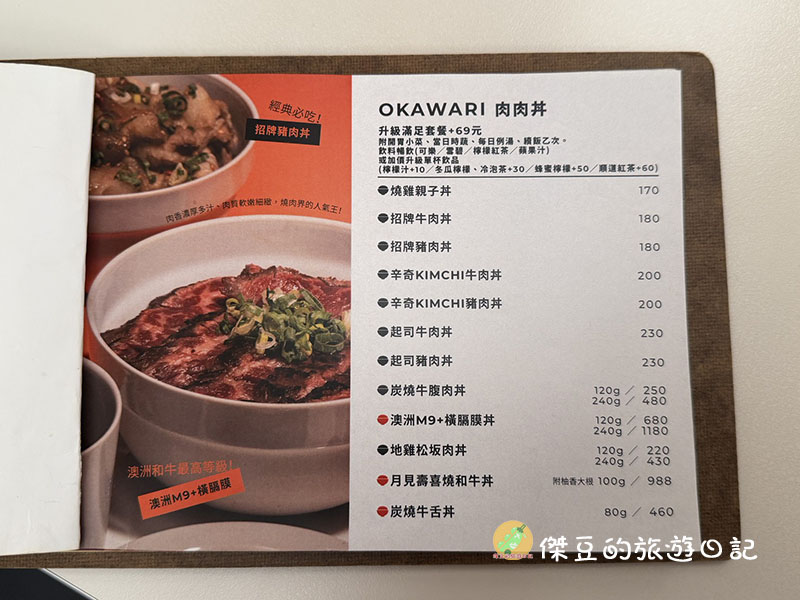 經典必吃!
招牌豬肉丼
肉香濃厚多汁、肉質軟嫩細緻，燒肉界的人氣王!
澳洲和牛最高等級!
澳洲M9+橫膈膜
OKAWARI 肉肉丼
升級滿足套餐+69元
附開胃小菜、當日時蔬、每日例湯、續飯乙次。
飲料暢飲(可樂／雪碧／檸檬紅茶／蘋果汁)
或加價升級單杯飲品
(檸檬汁+10／冬瓜檸檬、冷泡茶+30／蜂蜜檸檬+50／順道紅茶+60)
燒雞親子丼 170
招牌牛肉丼 180
招牌豬肉丼 180
辛奇KIMCHI牛肉丼 200
辛奇KIMCHI豬肉丼 200
起司牛肉丼 230
起司豬肉丼 230
炭燒牛腹肉丼 120g ／ 250
240g ／ 480
澳洲M9+橫膈膜丼 120g ／ 680
240g ／ 1180
地雞松坂肉丼 120g ／ 220
240g ／ 430
月見壽喜燒和牛丼 附柚香大根 100g ／ 988
炭燒牛舌丼 80g ／ 460
傑豆的旅遊日記